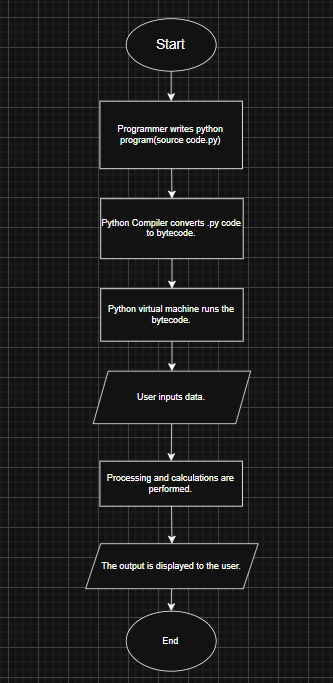 Start
Programmer writes python
program(source code.py)
Python Compiler converts .py code
to bytecode.
Python virtual machine runs the
bytecode.
User inputs data.
Processing and calculations are
performed.
The output is displayed to the user.
End